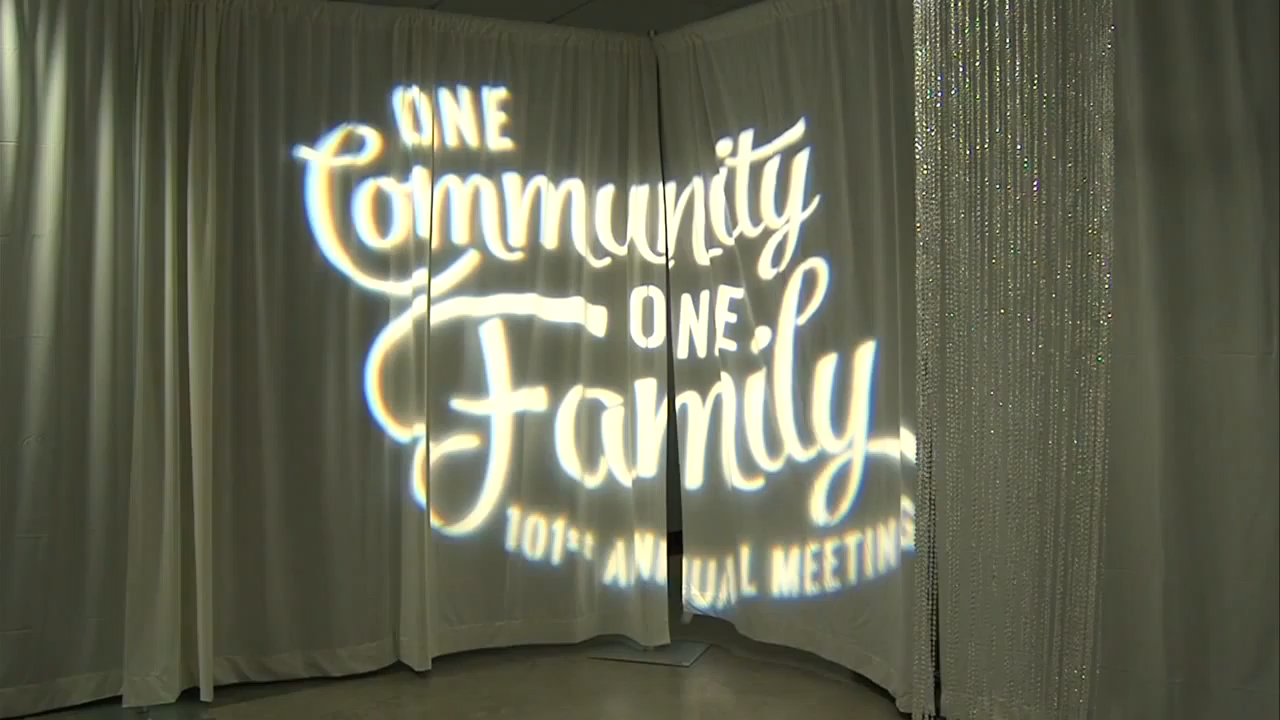 ONE
Community
ONE
Family
101st ANNUAL MEETING